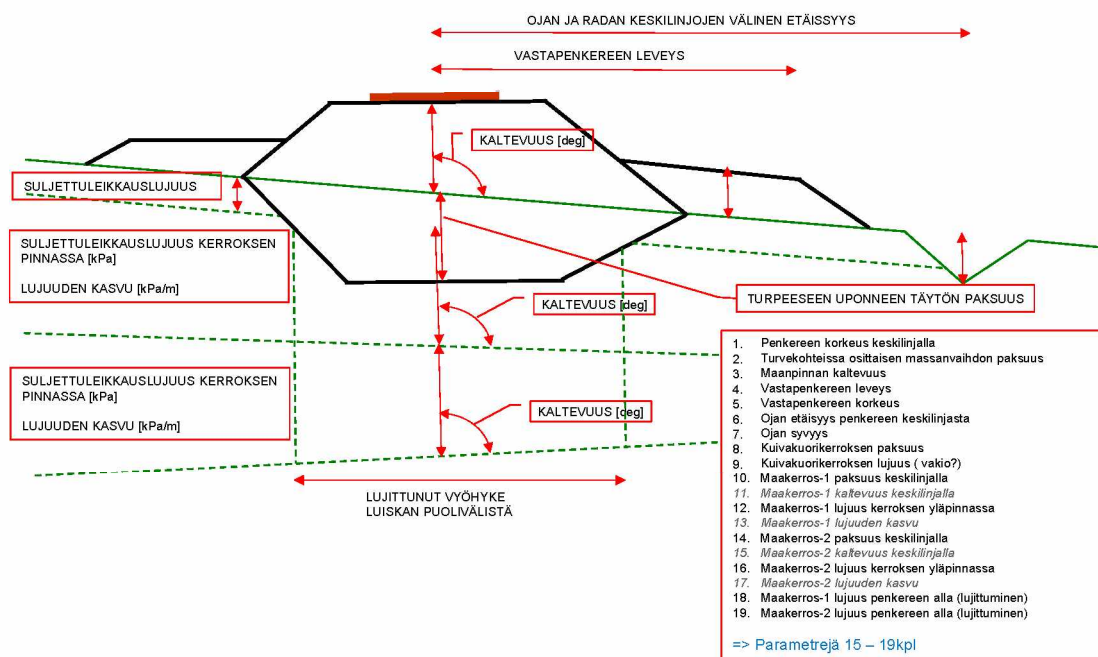 OJAN JA RADAN KESKILINJOJEN VÄLINEN ETÄISSYYS
VASTAPENKEREEN LEVEYS
KALTEVUUS [deg]
SULJETTULEIKKAUSLUJUUS
SULJETTULEIKKAUSLUJUUS KERROKSEN
PINNASSA [kPa]
LUJUUDEN KASVU [kPa/m]
TURPEESEEN UPONNEEN TÄYTÖN PAKSUUS
KALTEVUUS [deg]
SULJETTULEIKKAUSLUJUUS KERROKSEN
PINNASSA [kPa]
LUJUUDEN KASVU [kPa/m]
KALTEVUUS [deg]
LUJITTUNUT VYÖHYKE
LUISKAN PUOLIVÄLISTÄ
1. Penkereen korkeus keskilinjalla
2. Turvekohteissa osittaisen massanvaihdon paksuus
3. Maanpinnan kaltevuus
4. Vastapenkereen leveys
5. Vastapenkereen korkeus
6. Ojan etäisyys penkereen keskilinjasta
7. Ojan syvyys
8. Kuivakuorikerroksen paksuus
9. Kuivakuorikerroksen lujuus ( vakio?)
10. Maakerros-1 paksuus keskilinjalla
11. Maakerros-1 kaltevuus keskilinjalla
12. Maakerros-1 lujuus kerroksen yläpinnassa
13. Maakerros-1 lujuuden kasvu
14. Maakerros-2 paksuus keskilinjalla
15. Maakerros-2 kaltevuus keskilinjalla
16. Maakerros-2 lujuus kerroksen yläpinnassa
17. Maakerros-2 lujuuden kasvu
18. Maakerros-1 lujuus penkereen alla (lujittuminen)
19. Maakerros-2 lujuus penkereen alla (lujittuminen)
=> Parametrejä 15 – 19kpl